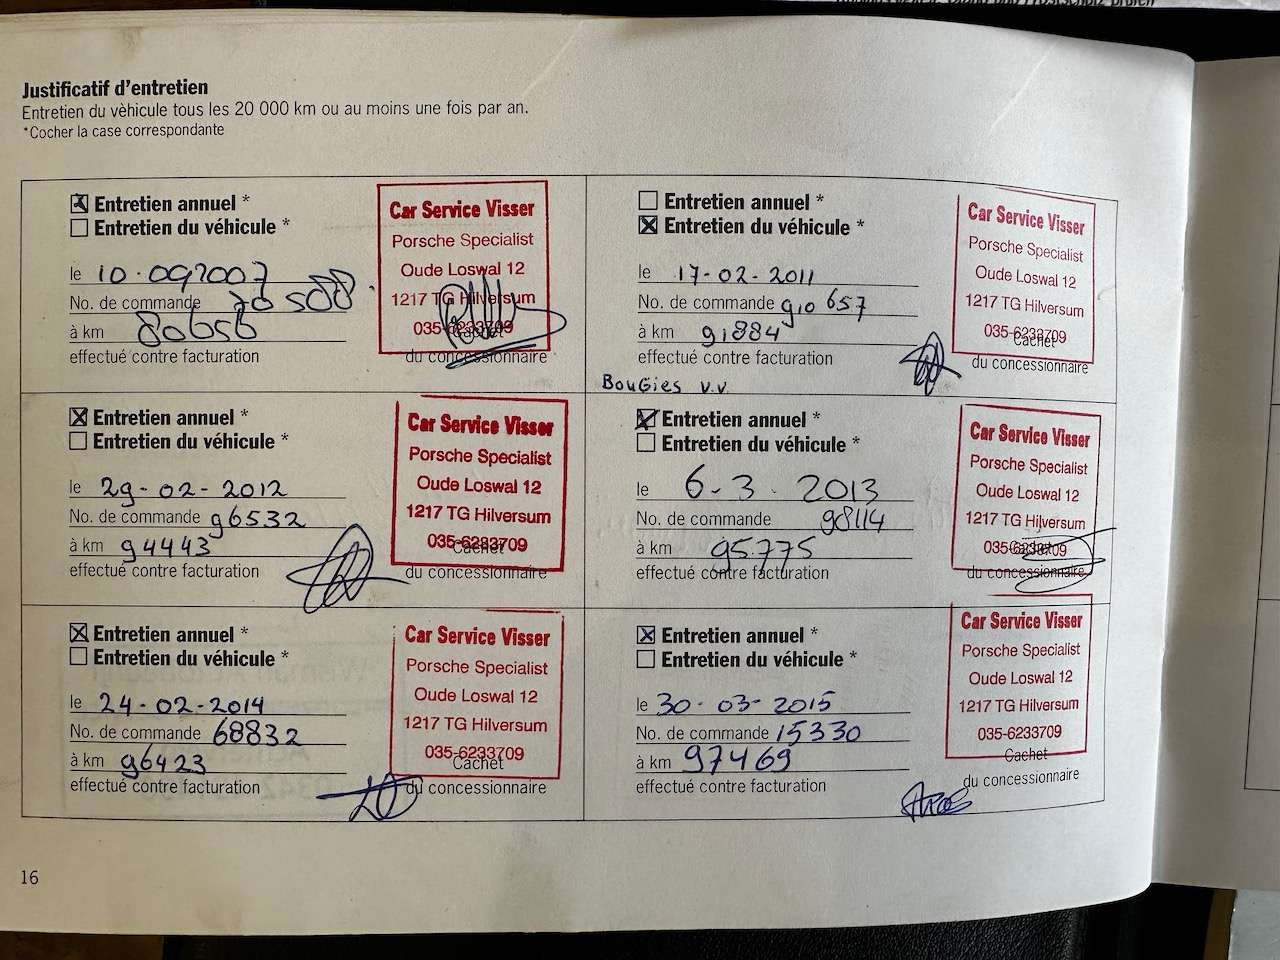 Justificatif d'entretien
Entretien du vèhicule tous les 20 000 km ou au moins une fois par an.
*Cocher la case correspondante
Entretien annuel *
Entretien du véhicule *
le 10-092007
No. de commande 70508
à km 80656
effectué contre facturation
Car Service Visser
Porsche Specialist
Oude Loswal 12
1217 TG Hilversum
035-6233709
Cachet
du concessionnaire
Entretien annuel *
Entretien du véhicule *
le 17-02-2011
No. de commande 910657
à km 91884
effectué contre facturation
Bougies v.v.
Car Service Visser
Porsche Specialist
Oude Loswal 12
1217 TG Hilversum
035-6233709
Cachet
du concessionnaire
Entretien annuel *
Entretien du véhicule *
le 29-02-2012
No. de commande 96532
à km 94443
effectué contre facturation
Car Service Visser
Porsche Specialist
Oude Loswal 12
1217 TG Hilversum
035-6233709
Cachet
du concessionnaire
Entretien annuel *
Entretien du véhicule *
le 6-3-2013
No. de commande 98114
à km 95.775
effectué contre facturation
Car Service Visser
Porsche Specialist
Oude Loswal 12
1217 TG Hilversum
035-6233709
Cachet
du concessionnaire
Entretien annuel *
Entretien du véhicule *
le 24-02-2014
No. de commande 68832
à km 96423
effectué contre facturation
Car Service Visser
Porsche Specialist
Oude Loswal 12
1217 TG Hilversum
035-6233709
Cachet
du concessionnaire
Entretien annuel *
Entretien du véhicule *
le 30-03-2015
No. de commande 15330
à km 97469
effectué contre facturation
Car Service Visser
Porsche Specialist
Oude Loswal 12
1217 TG Hilversum
035-6233709
Cachet
du concessionnaire
16